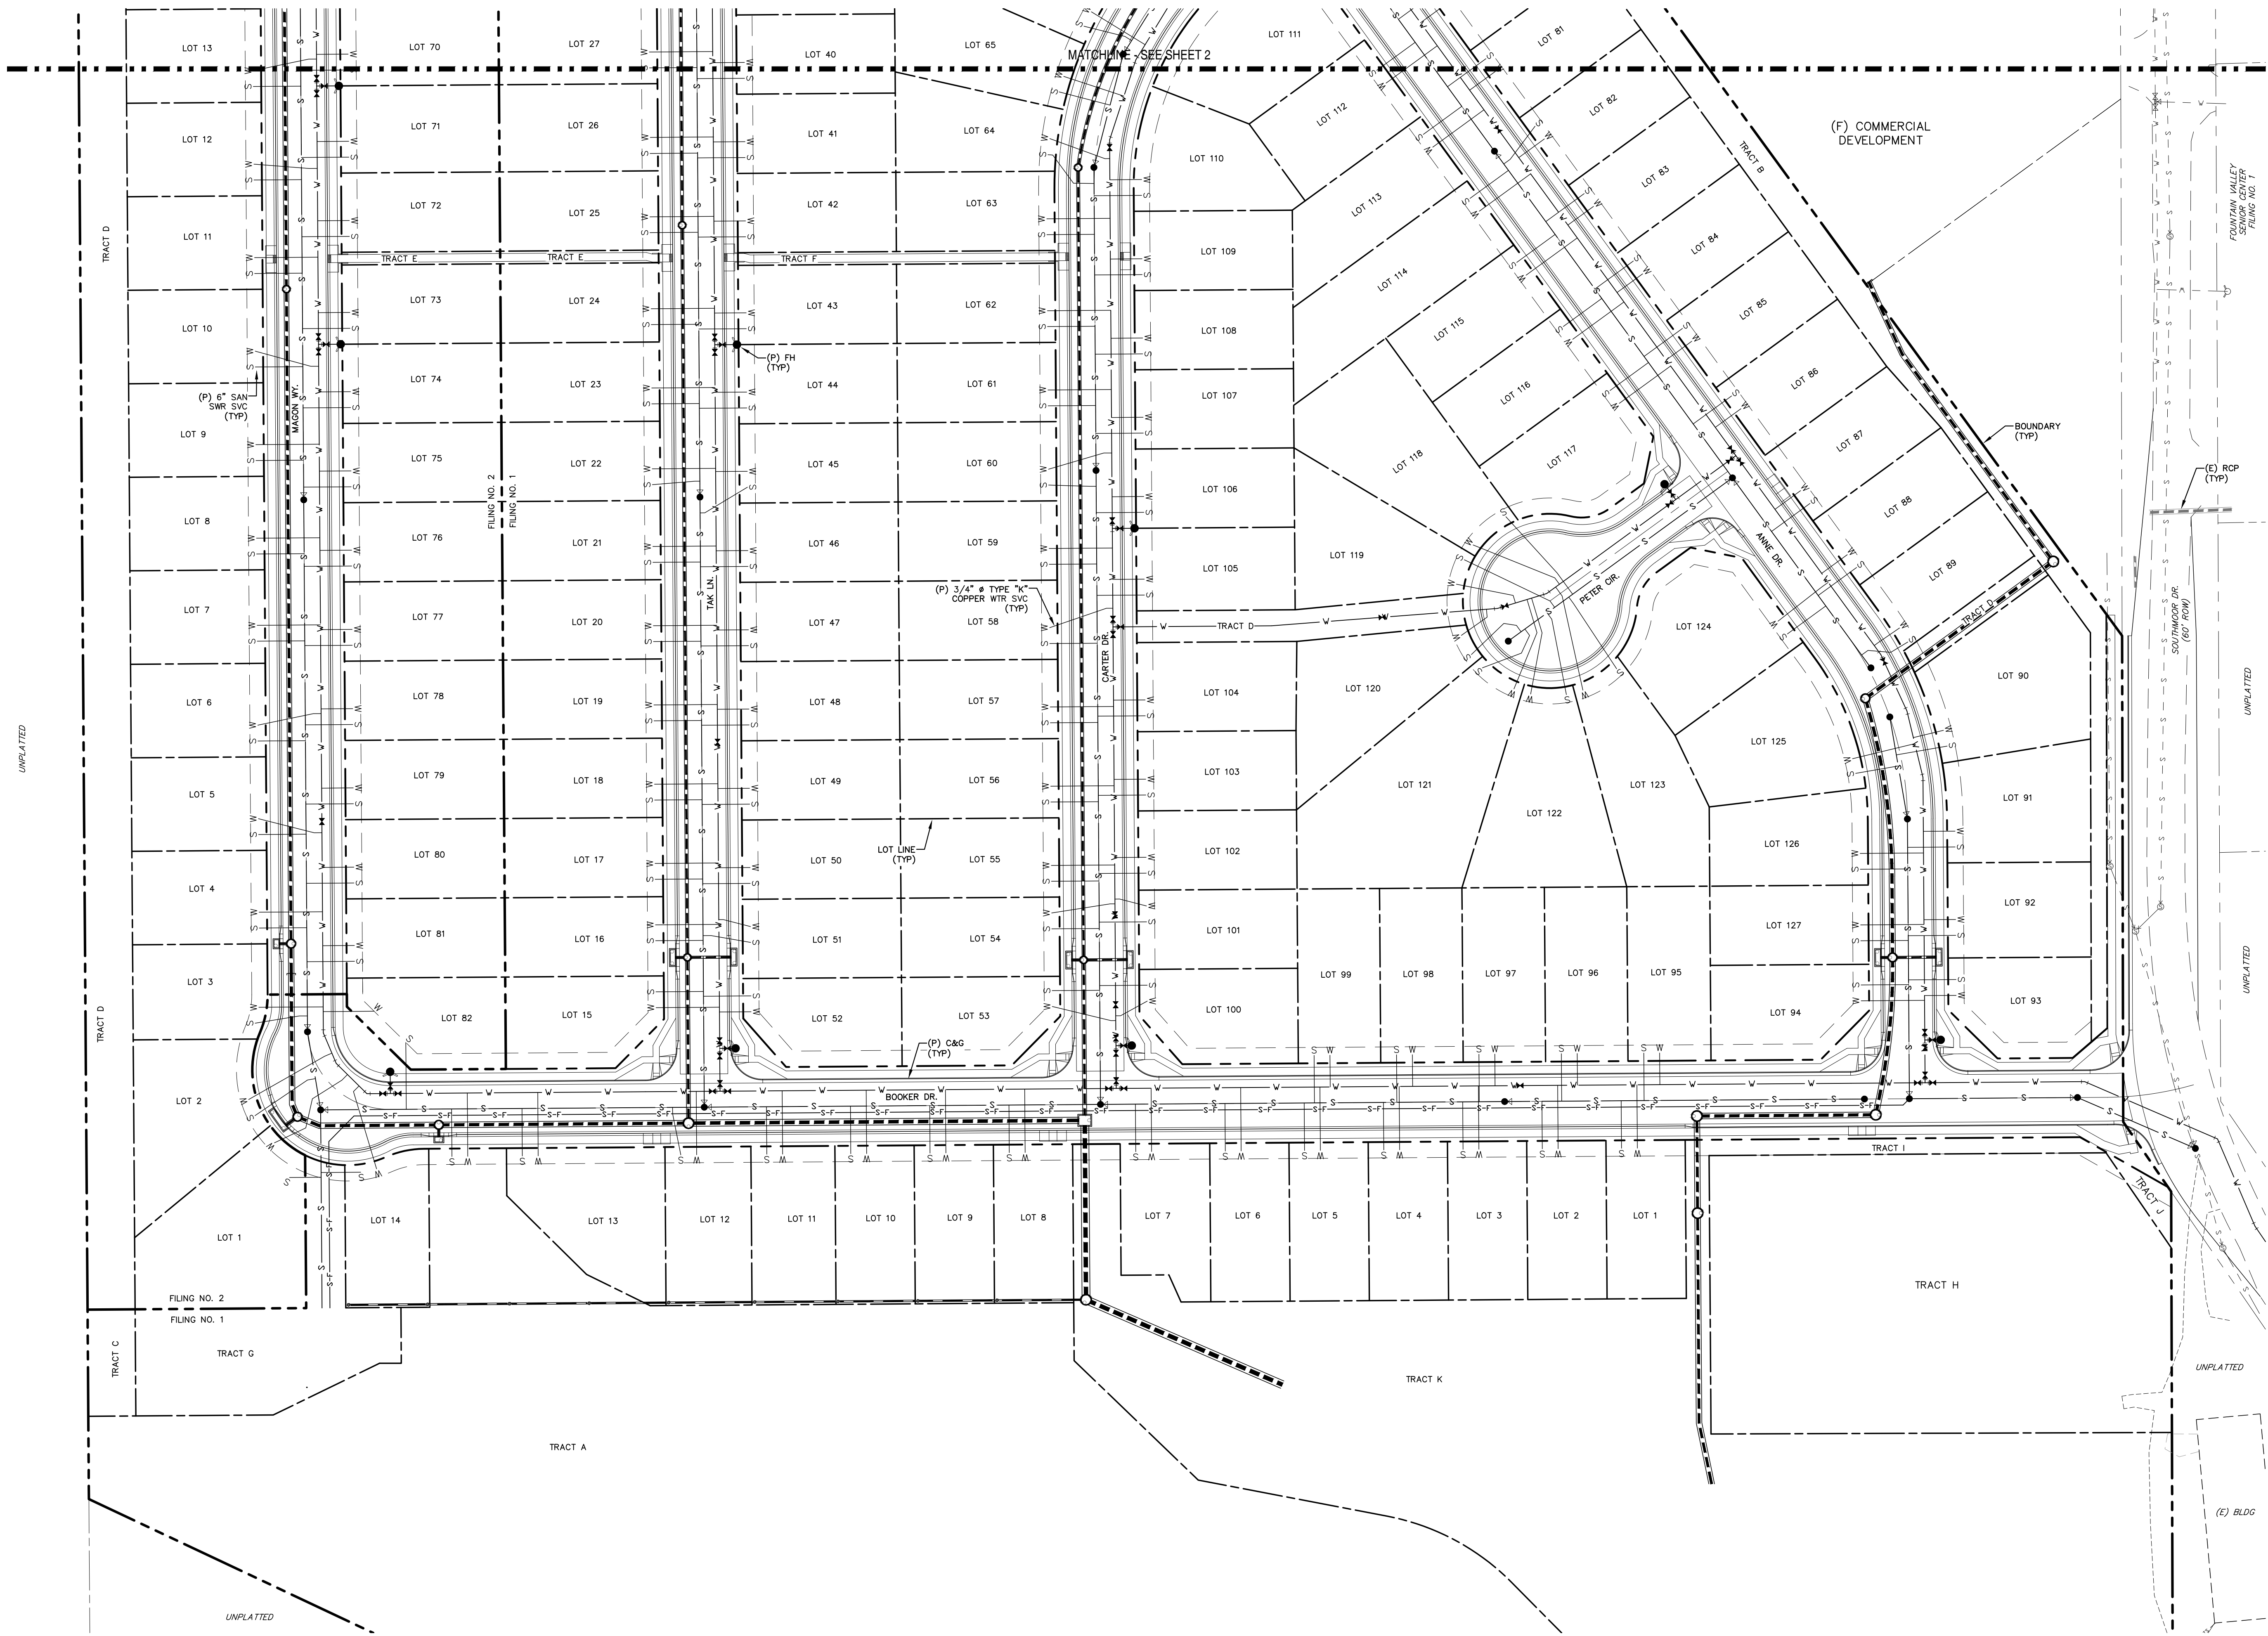 LOT 13
LOT 70
LOT 27
LOT 40
LOT 65
LOT 111
LOT 81
MATCHLINE - SEE SHEET 2
LOT 12
LOT 71
LOT 26
LOT 41
LOT 64
LOT 110
LOT 112
LOT 82
(F) COMMERCIAL
DEVELOPMENT
TRACT B
FOUNTAIN VALLEY
SENIOR CENTER
FILING NO. 1
TRACT D
LOT 11
LOT 72
LOT 25
LOT 42
LOT 63
LOT 109
LOT 113
LOT 83
TRACT E
TRACT E
TRACT F
LOT 10
LOT 73
LOT 24
LOT 43
LOT 62
LOT 108
LOT 114
LOT 84
LOT 115
LOT 85
(P) FH
(TYP)
(P) 6" SAN
SWR SVC
(TYP)
MAGON WY.
LOT 9
LOT 74
LOT 23
LOT 44
LOT 61
LOT 107
LOT 116
LOT 86
BOUNDARY
(TYP)
LOT 75
LOT 22
LOT 45
LOT 60
LOT 106
LOT 118
LOT 117
LOT 87
(E) RCP
(TYP)
FILING NO. 2
FILING NO. 1
LOT 8
LOT 76
LOT 21
LOT 46
LOT 59
LOT 105
LOT 119
LOT 88
ANNE DR.
LOT 89
TAK LN.
(P) 3/4" ø TYPE "K"
COPPER WTR SVC
(TYP)
PETER CIR.
LOT 7
LOT 77
LOT 20
LOT 47
LOT 58
TRACT D
LOT 124
TRACT D
SOUTHMOOR DR.
(60' ROW)
CARTER DR.
LOT 6
LOT 78
LOT 19
LOT 48
LOT 57
LOT 104
LOT 120
LOT 90
UNPLATTED
UNPLATTED
LOT 5
LOT 79
LOT 18
LOT 49
LOT 56
LOT 103
LOT 121
LOT 122
LOT 123
LOT 125
LOT 91
LOT LINE
(TYP)
LOT 4
LOT 80
LOT 17
LOT 50
LOT 55
LOT 102
LOT 126
LOT 92
LOT 81
LOT 16
LOT 51
LOT 54
LOT 101
LOT 127
UNPLATTED
TRACT D
LOT 3
LOT 82
LOT 15
LOT 52
LOT 53
LOT 100
LOT 99
LOT 98
LOT 97
LOT 96
LOT 95
LOT 94
LOT 93
(P) C&G
(TYP)
LOT 2
BOOKER DR.
TRACT I
TRACT J
LOT 1
LOT 14
LOT 13
LOT 12
LOT 11
LOT 10
LOT 9
LOT 8
LOT 7
LOT 6
LOT 5
LOT 4
LOT 3
LOT 2
LOT 1
FILING NO. 2
FILING NO. 1
TRACT H
TRACT C
TRACT G
TRACT K
UNPLATTED
TRACT A
(E) BLDG
UNPLATTED